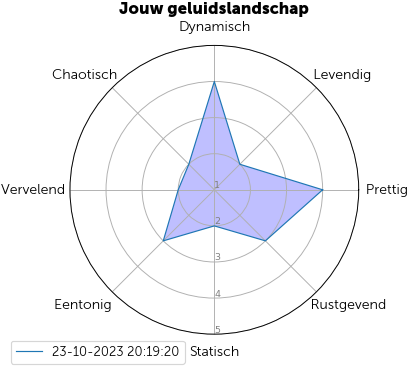 Jouw geluidslandschap
Dynamisch
Chaotisch
Levendig
Vervelend
1
Prettig
2
3
4
5
Eentonig
Rustgevend
23-10-2023 20:19:20
Statisch